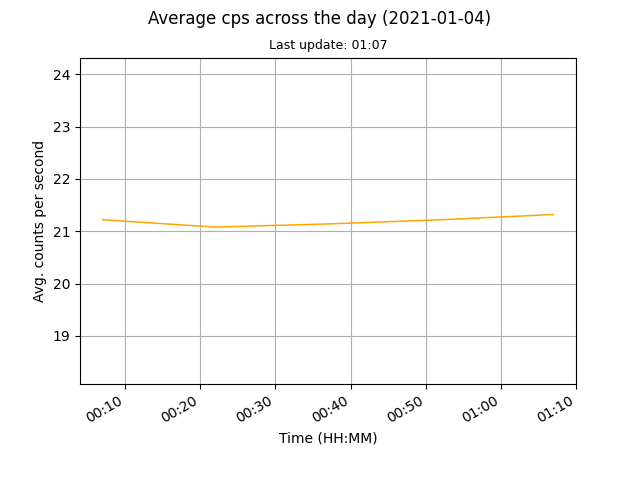 Average cps across the day (2021-01-04)
Last update: 01:07
24
23
22
21
20
19
Avg. counts per second
00:10 00:20 00:30 00:40 00:50 01:00 01:10
Time (HH:MM)